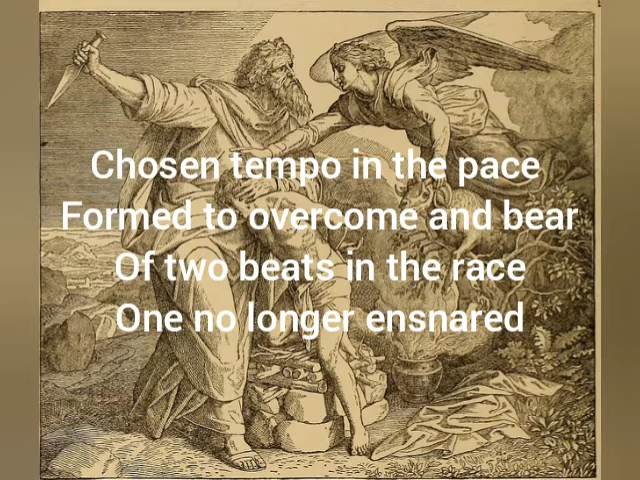 Chosen tempo in the pace
Formed to overcome and bear
Of two beats in the race
One no longer ensnared